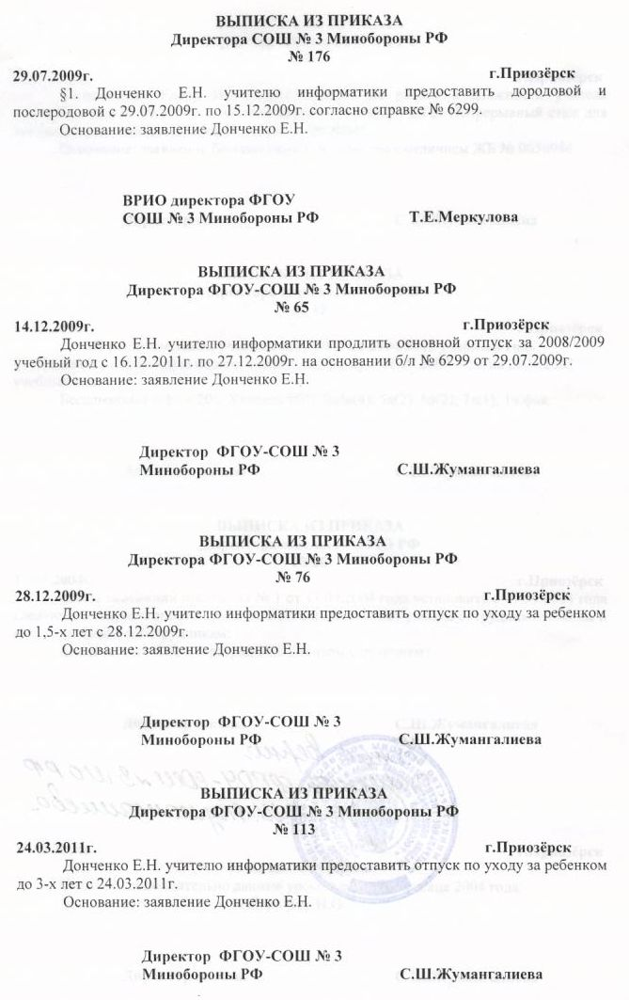 ВЫПИСКА ИЗ ПРИКАЗА
Директора СОШ № 3 Минобороны РФ
№ 176
29.07.2009г. г.Приозёрск
§1. Донченко Е.Н. учителю информатики предоставить дородовой и
послеродовой с 29.07.2009г. по 15.12.2009г. согласно справке № 6299.
Основание: заявление Донченко Е.Н.
ВРИО директора ФГОУ
СОШ № 3 Минобороны РФ Т.Е.Меркулова
ВЫПИСКА ИЗ ПРИКАЗА
Директора ФГОУ-СОШ № 3 Минобороны РФ
№ 65
14.12.2009г. г.Приозёрск
Донченко Е.Н. учителю информатики продлить основной отпуск за 2008/2009
учебный год с 16.12.2011г. по 27.12.2009г. на основании б/л № 6299 от 29.07.2009г.
Основание: заявление Донченко Е.Н.
Директор ФГОУ-СОШ № 3
Минобороны РФ С.Ш.Жумангалиева
ВЫПИСКА ИЗ ПРИКАЗА
Директора ФГОУ-СОШ № 3 Минобороны РФ
№ 76
28.12.2009г. г.Приозёрск
Донченко Е.Н. учителю информатики предоставить отпуск по уходу за ребенком
до 1,5-х лет с 28.12.2009г.
Основание: заявление Донченко Е.Н.
Директор ФГОУ-СОШ № 3
Минобороны РФ С.Ш.Жумангалиева
ВЫПИСКА ИЗ ПРИКАЗА
Директора ФГОУ-СОШ № 3 Минобороны РФ
№ 113
24.03.2011г. г.Приозёрск
Донченко Е.Н. учителю информатики предоставить отпуск по уходу за ребенком
до 3-х лет с 24.03.2011г.
Основание: заявление Донченко Е.Н.
Директор ФГОУ-СОШ № 3
Минобороны РФ С.Ш.Жумангалиева